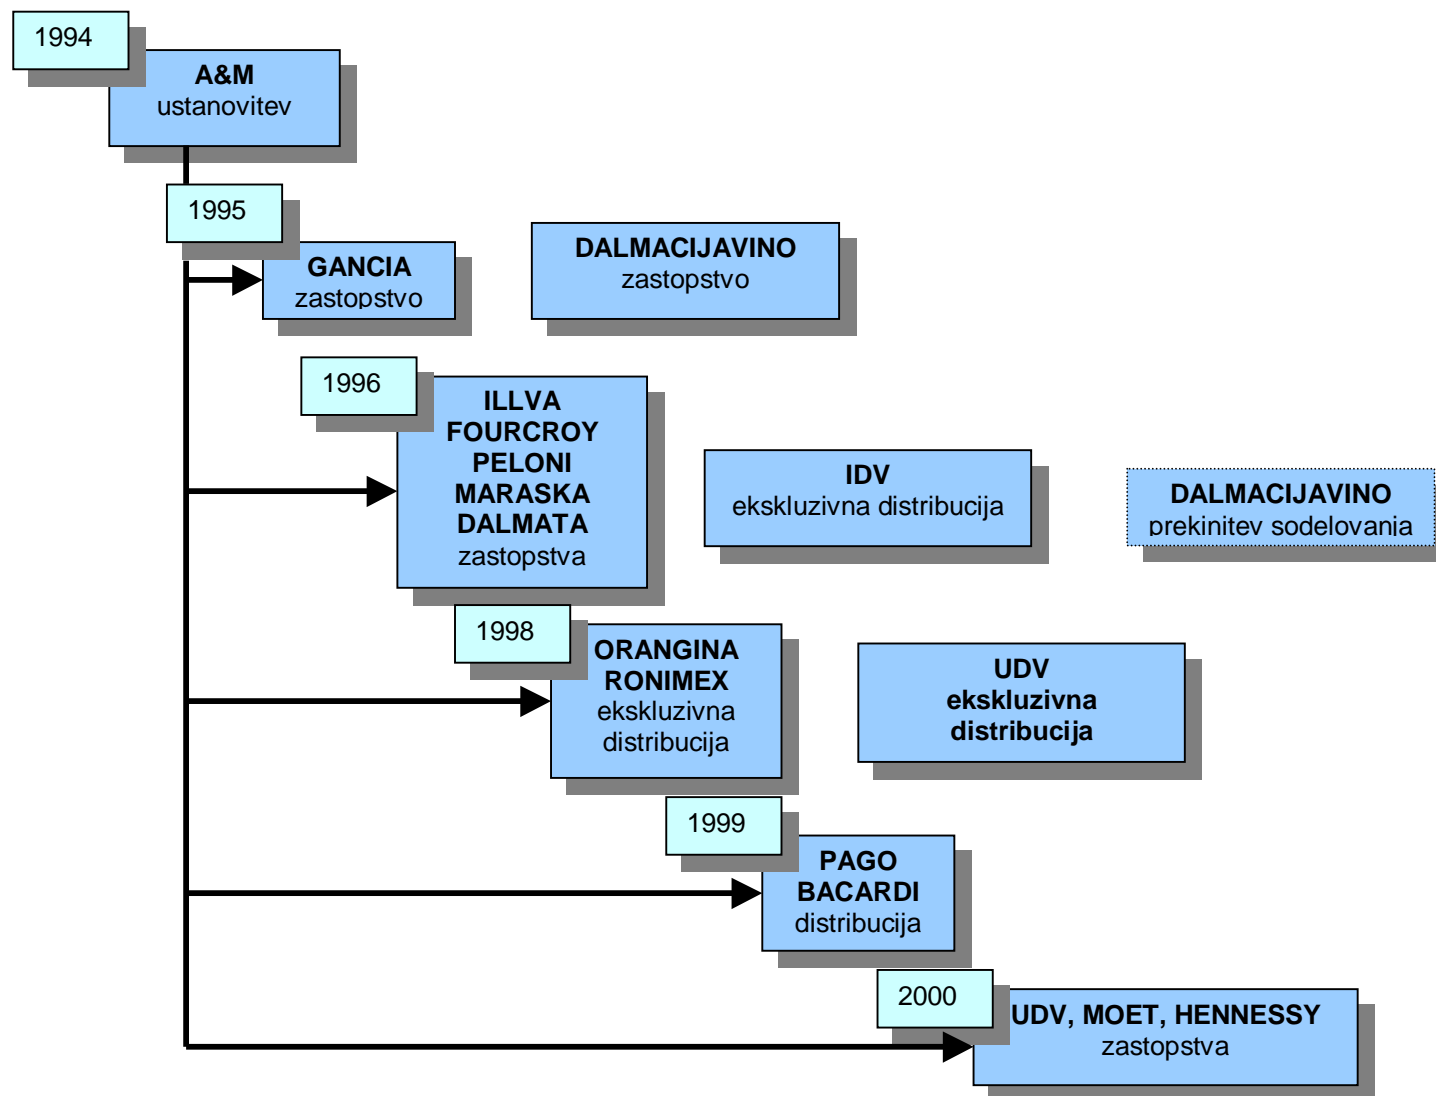 1994
A&M
ustanovitev
1995
GANCIA
zastopstvo
DALMACIJAVINO
zastopstvo
1996
ILLVA
FOURCROY
PELONI
MARASKA
DALMATA
zastopstva
IDV
ekskluzivna distribucija
DALMACIJAVINO
prekinitev sodelovanja
1998
ORANGINA
RONIMEX
ekskluzivna
distribucija
UDV
ekskluzivna
distribucija
1999
PAGO
BACARDI
distribucija
2000
UDV, MOET, HENNESSY
zastopstva